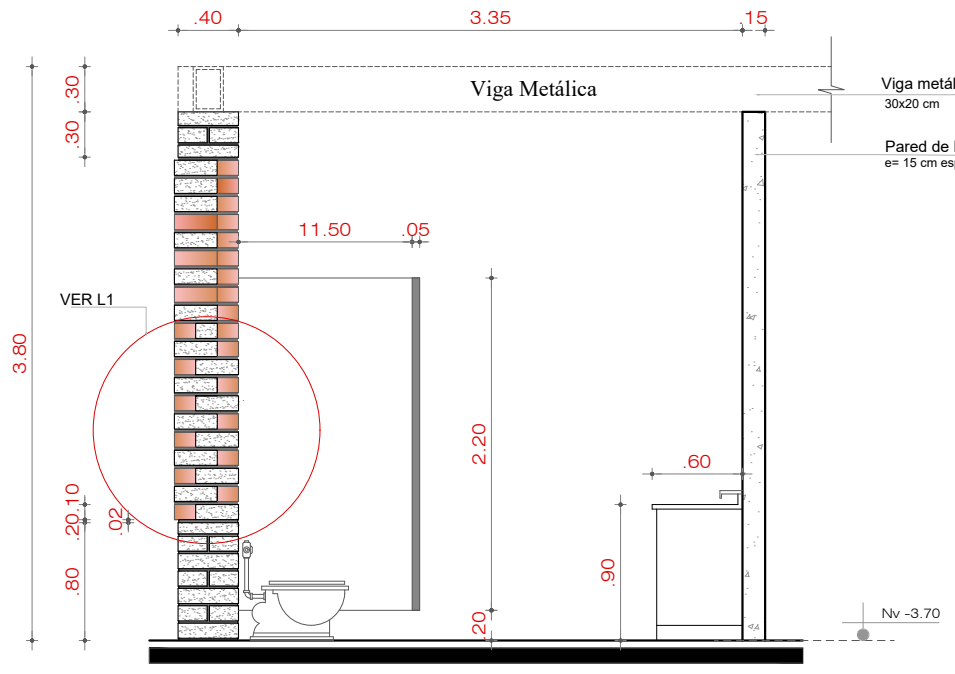 .40
3.35
.15
.30
Viga Metálica
Viga metál
30x20 cm
.30
Pared de
e= 15 cm esp
11.50
.05
VER L1
3.80
2.20
.60
.10
.02
.20
.80
.90
.20
Nv -3.70